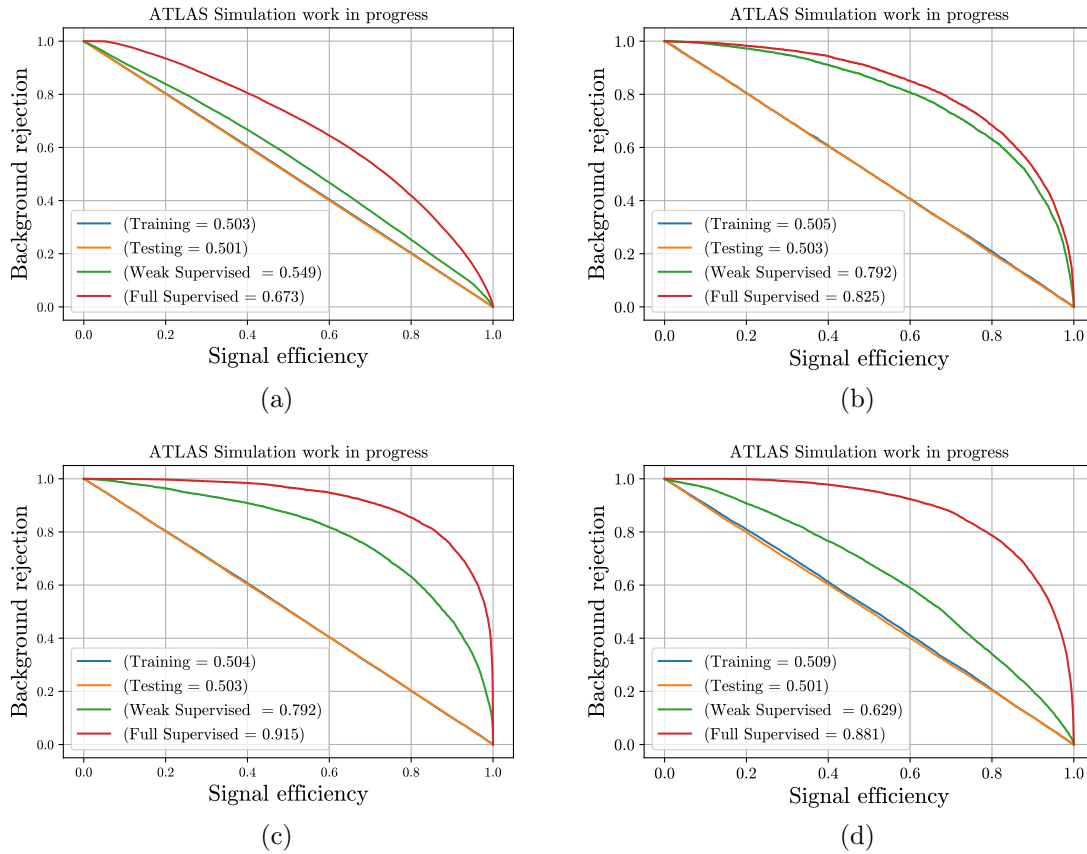 ATLAS Simulation work in progress
Background rejection
1.0
0.8
0.6
0.4
0.2
0.0
(Training = 0.503)
(Testing = 0.501)
(Weak Supervised = 0.549)
(Full Supervised = 0.673)
0.0 0.2 0.4 0.6 0.8 1.0
Signal efficiency
(a)
ATLAS Simulation work in progress
Background rejection
1.0
0.8
0.6
0.4
0.2
0.0
(Training = 0.505)
(Testing = 0.503)
(Weak Supervised = 0.792)
(Full Supervised = 0.825)
0.0 0.2 0.4 0.6 0.8 1.0
Signal efficiency
(b)
ATLAS Simulation work in progress
Background rejection
1.0
0.8
0.6
0.4
0.2
0.0
(Training = 0.504)
(Testing = 0.503)
(Weak Supervised = 0.792)
(Full Supervised = 0.915)
0.0 0.2 0.4 0.6 0.8 1.0
Signal efficiency
(c)
ATLAS Simulation work in progress
Background rejection
1.0
0.8
0.6
0.4
0.2
0.0
(Training = 0.509)
(Testing = 0.501)
(Weak Supervised = 0.629)
(Full Supervised = 0.881)
0.0 0.2 0.4 0.6 0.8 1.0
Signal efficiency
(d)